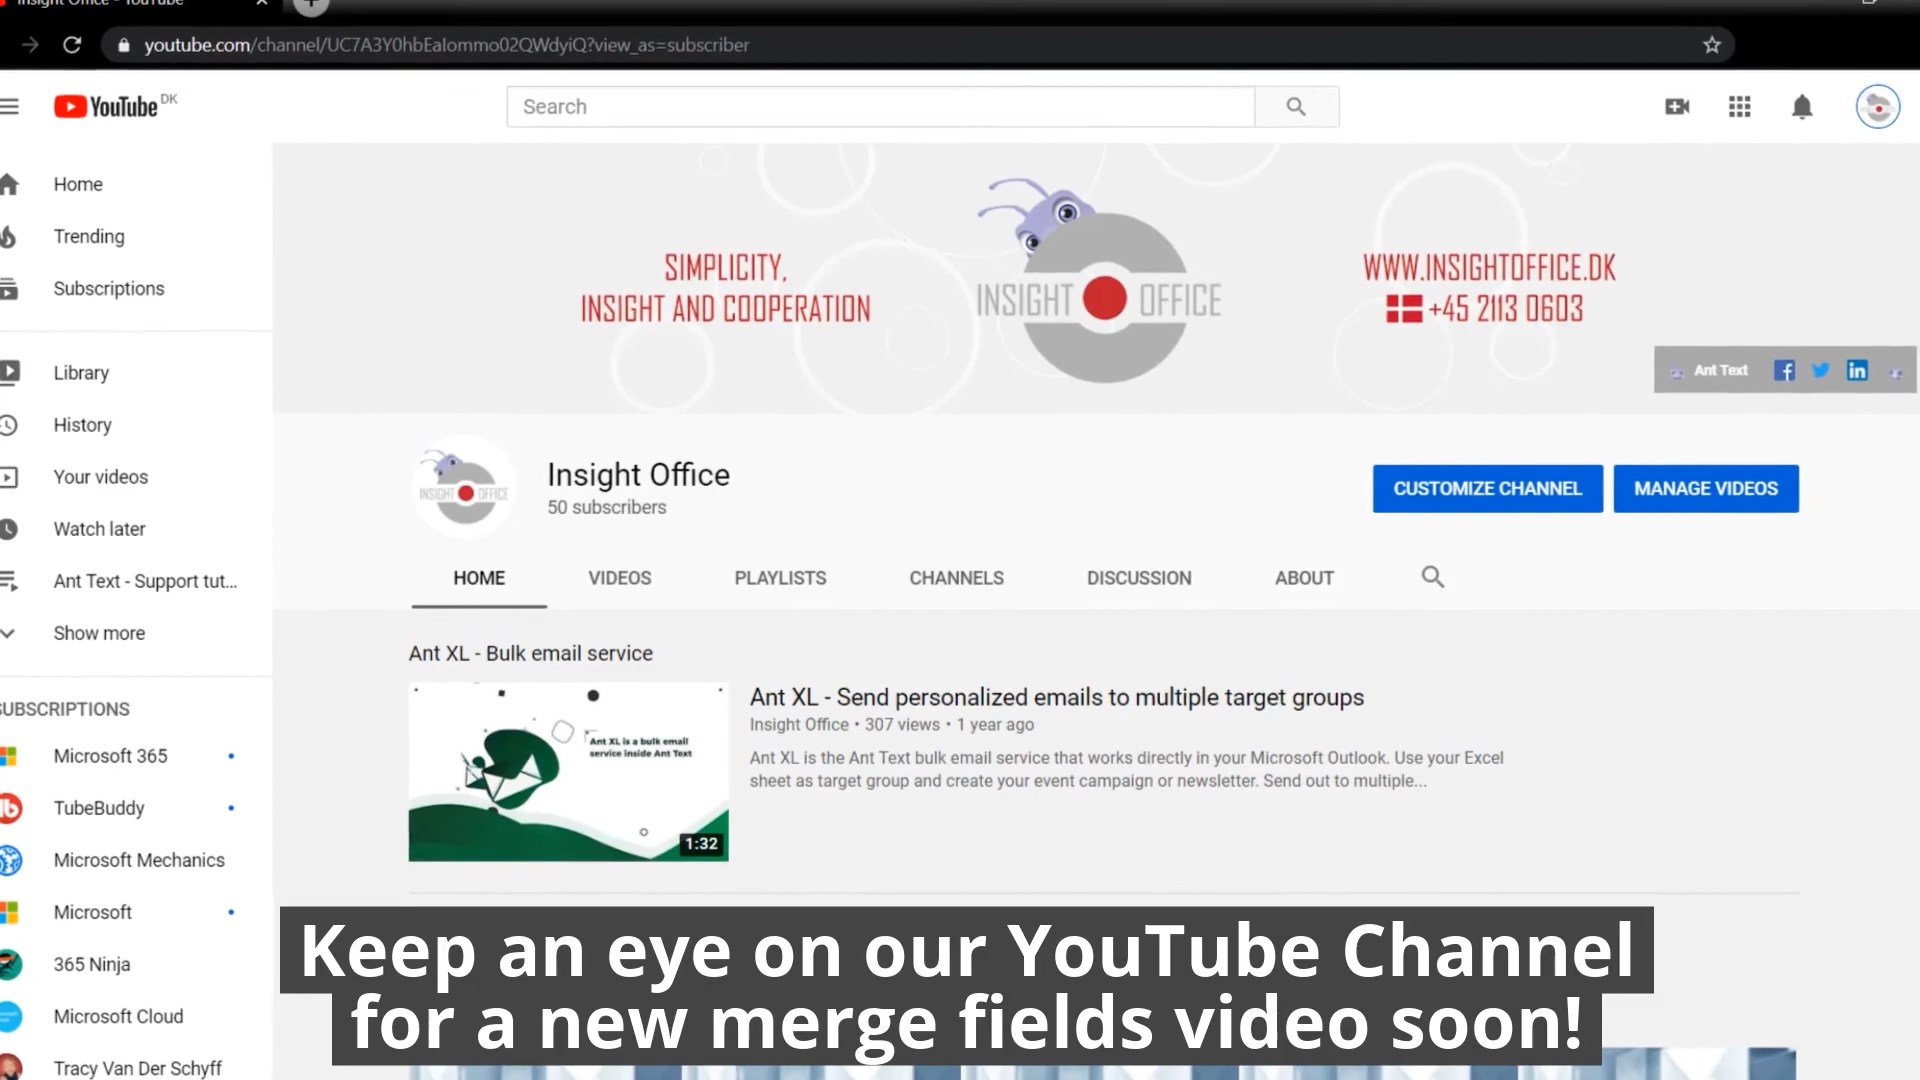 Insight Office - YouTube
youtube.com/channel/UC7A3Y0hbEaIommo02QWdyiQ?view_as=subscriber
YouTube DK
Search
Home
Trending
Subscriptions
Library
History
Your videos
Watch later
Ant Text - Support tut...
Show more
SUBSCRIPTIONS
Microsoft 365
TubeBuddy
Microsoft Mechanics
Microsoft
365 Ninja
Microsoft Cloud
Tracy Van Der Schyff
SIMPLICITY,
INSIGHT AND COOPERATION
INSIGHT OFFICE
WWW.INSIGHTOFFICE.DK
+45 2113 0603
Ant Text
INSIGHT OFFICE
Insight Office
50 subscribers
CUSTOMIZE CHANNEL
MANAGE VIDEOS
HOME VIDEOS PLAYLISTS CHANNELS DISCUSSION ABOUT
Ant XL - Bulk email service
Ant XL is a bulk email
service inside Ant Text
1:32
Ant XL - Send personalized emails to multiple target groups
Insight Office • 307 views • 1 year ago
Ant XL is the Ant Text bulk email service that works directly in your Microsoft Outlook. Use your Excel
sheet as target group and create your event campaign or newsletter. Send out to multiple...
Keep an eye on our YouTube Channel
for a new merge fields video soon!